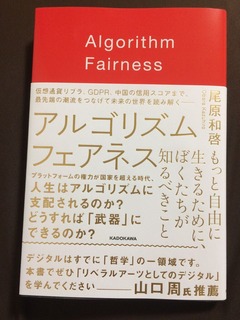 Algorithm
Fairness
仮想通貨リブラ、GDPR、中国の信用スコアまで、
最先端の潮流をつなげて未来の世界を読み解く――
アルゴリズム
フェアネス
尾原和啓
もっと自由に
生きるために、
ぼくたちが
知るべきこと
プラットフォームの権力が国家を超える時代、
人生はアルゴリズムに
支配されるのか?
どうすれば「武器」に
できるのか?
KADOKAWA
デジタルはすでに「哲学」の一領域です。
本書でぜひ「リベラルアーツとしてのデジタル」
を学んでください――山口周氏推薦